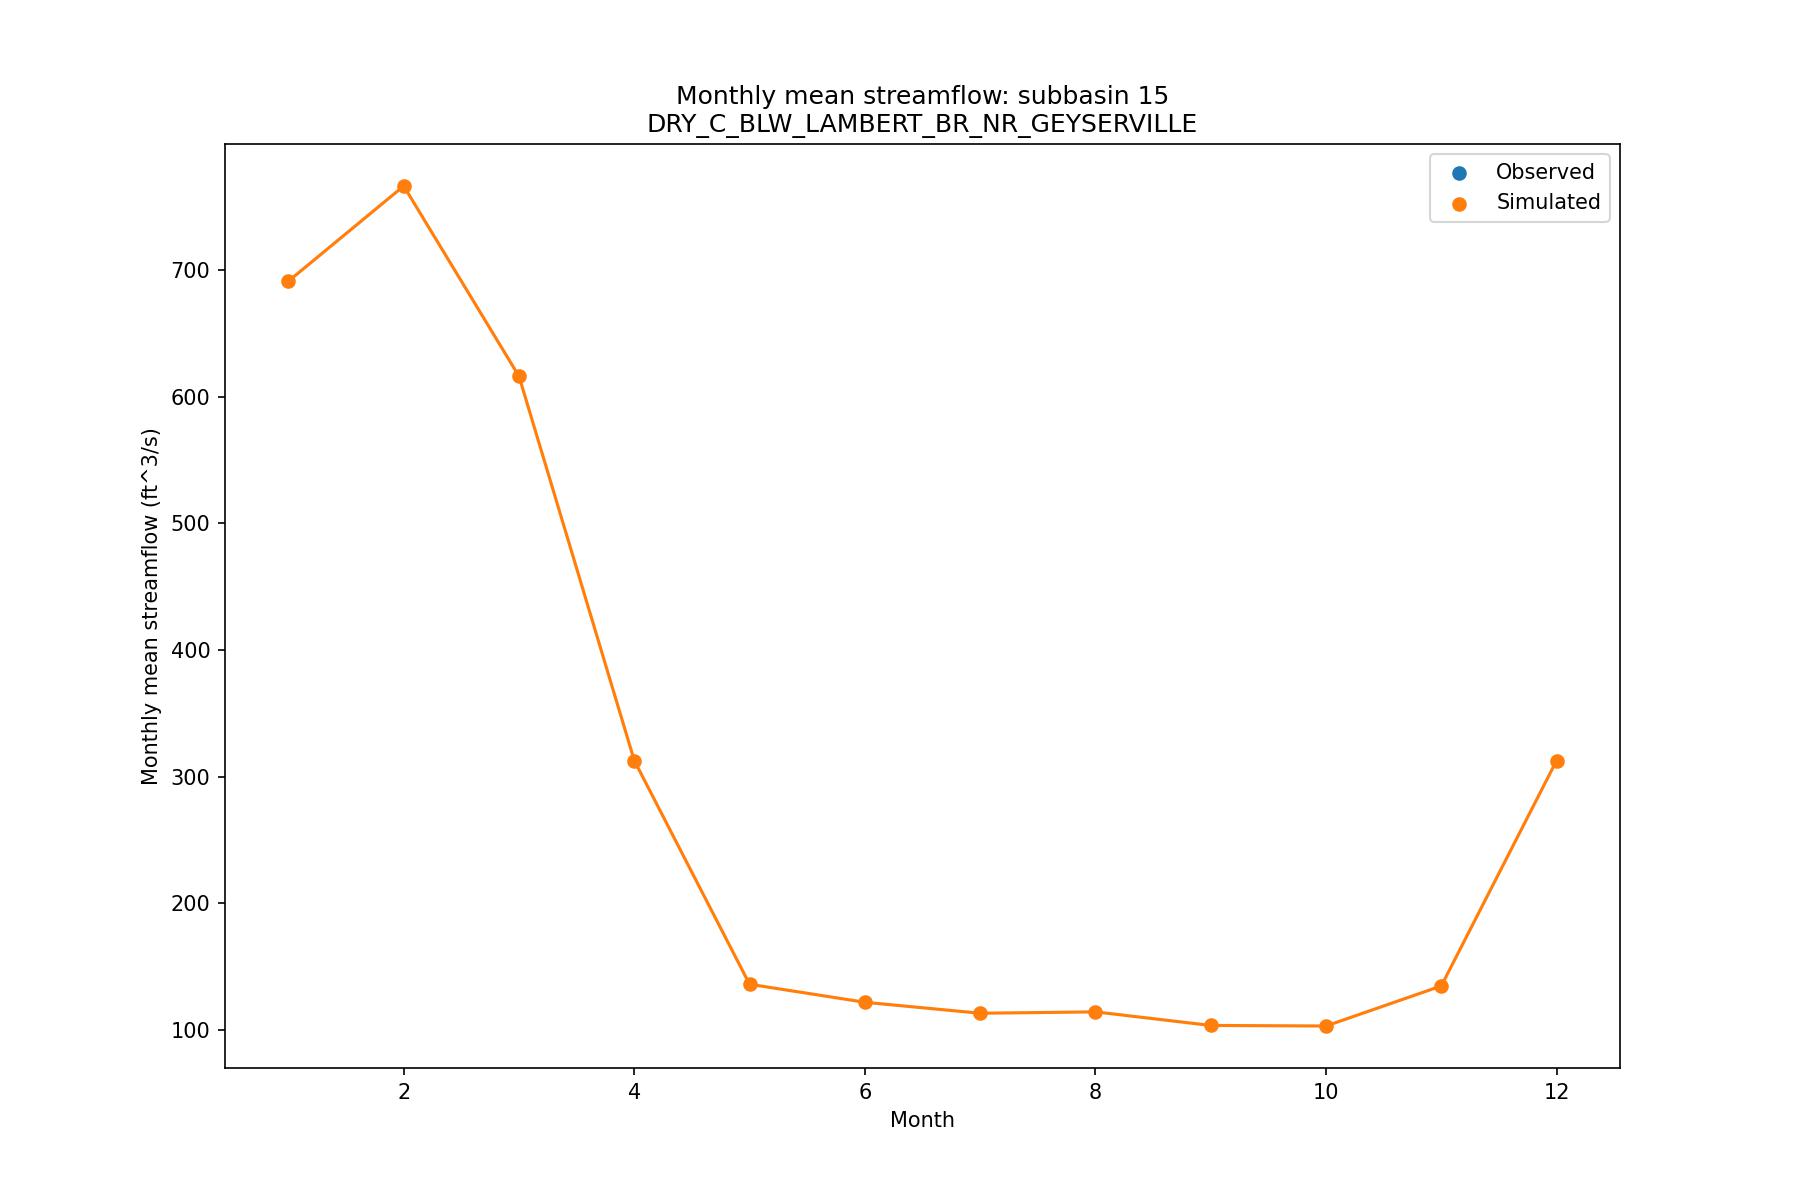 Monthly mean streamflow: subbasin 15
DRY_C_BLW_LAMBERT_BR_NR_GEYSERVILLE
Observed
Simulated
Monthly mean streamflow (ft^3/s)
700
600
500
400
300
200
100
2 4 6 8 10 12
Month